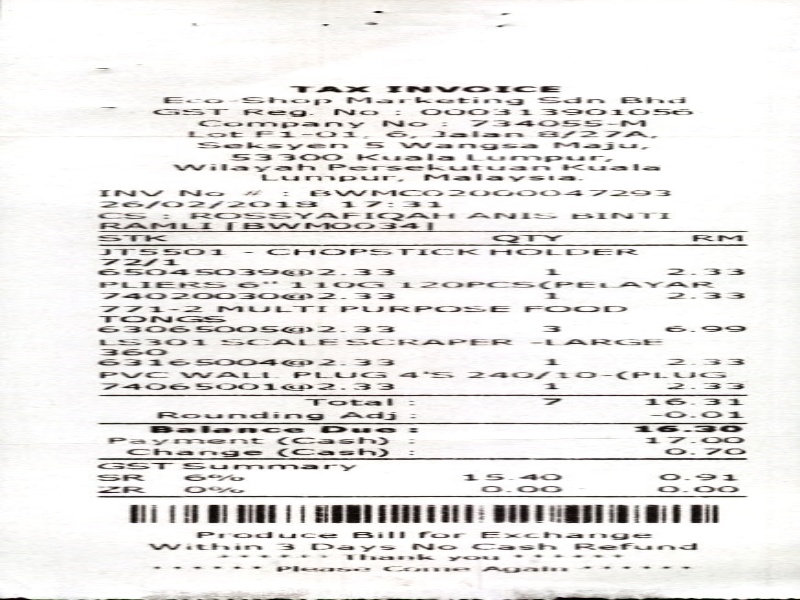 TAX INVOICE
Eco-Shop Marketing Sdn Bhd
GST Reg. No : 000313901056
Company No : 734055-M
Lot F1-01, 6, Jalan 8/27A,
Seksyen 5 Wangsa Maju,
53300 Kuala Lumpur,
Wilayah Persekutuan Kuala
Lumpur, Malaysia.
INV No # : BWMC020000047293
26/02/2018 17:31
CS : ROSSYAFIQAH ANIS BINTI
RAMLI [BWM0034]
STK QTY RM
JT5501 - CHOPSTICK HOLDER
72/1
65045039@2.33 1 2.33
PLIERS 6" 110G 120PCS(PELAYAR
74020030@2.33 1 2.33
771-2 MULTI PURPOSE FOOD
TONGS
63065005@2.33 3 6.99
LS301 SCALE SCRAPER -LARGE
360
63165004@2.33 1 2.33
PVC WALL PLUG 4'S 240/10-(PLUG
74065001@2.33 1 2.33
Total : 7 16.31
Rounding Adj : -0.01
Balance Due : 16.30
Payment (Cash) : 17.00
Change (Cash) : 0.70
GST Summary
SR 6% 15.40 0.91
ZR 0% 0.00 0.00
Produce Bill for Exchange
Within 3 Days No Cash Refund
* * * * * * Thank you * * * * * *
* * * * * * Please Come Again * * * * * *